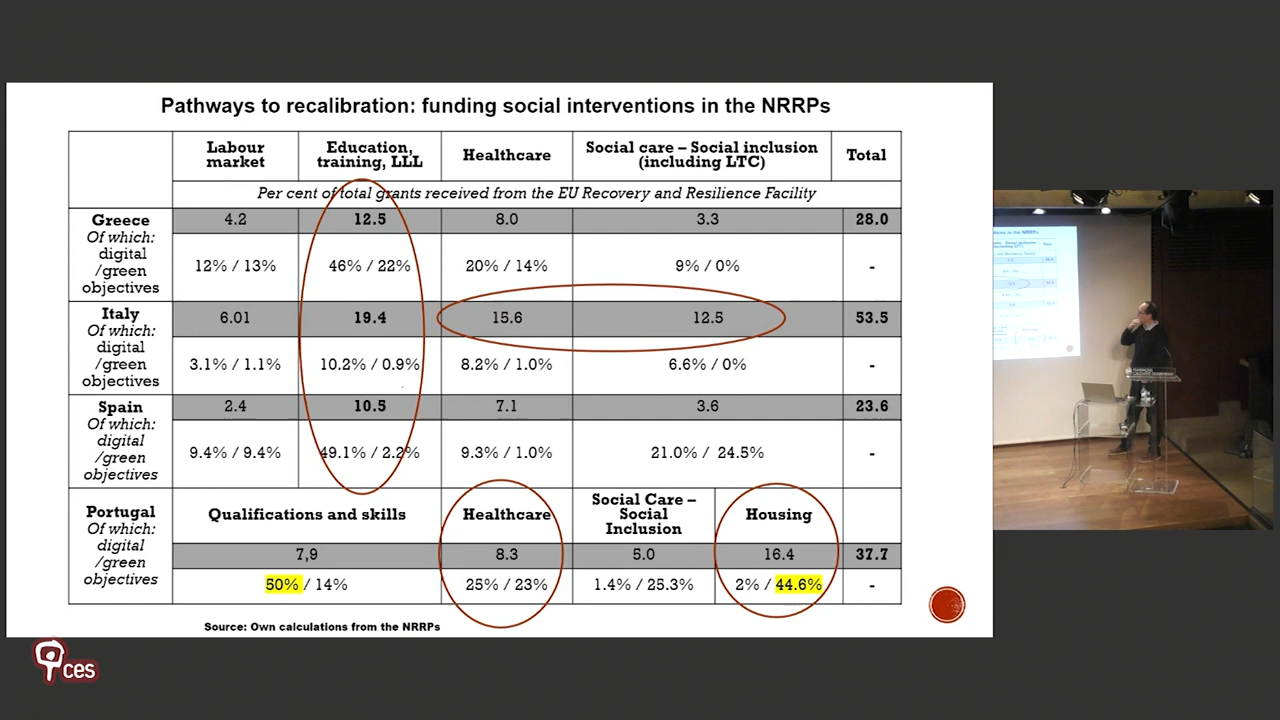 Pathways to recalibration: funding social interventions in the NRRPs
Labour market
Education, training, LLL
Healthcare
Social care – Social inclusion (including LTC)
Total
Per cent of total grants received from the EU Recovery and Resilience Facility
Greece 4.2 12.5 8.0 3.3 28.0
Of which: digital /green objectives 12% / 13% 46% / 22% 20% / 14% 9% / 0% -
Italy 6.01 19.4 15.6 12.5 53.5
Of which: digital /green objectives 3.1% / 1.1% 10.2% / 0.9% 8.2% / 1.0% 6.6% / 0% -
Spain 2.4 10.5 7.1 3.6 23.6
Of which: digital /green objectives 9.4% / 9.4% 49.1% / 2.2% 9.3% / 1.0% 21.0% / 24.5% -
Portugal Qualifications and skills Healthcare Social Care – Social Inclusion Housing
Of which: digital /green objectives 7,9 8.3 5.0 16.4 37.7
50% / 14% 25% / 23% 1.4% / 25.3% 2% / 44.6% -
Source: Own calculations from the NRRPs
ces